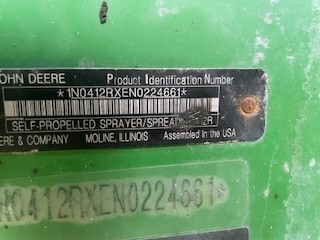 OHN DEERE Product Identification Number
*1N0412RXEN0224661*
SELF-PROPELLED SPRAYER/SPREADER 412R
ERE & COMPANY MOLINE, ILLINOIS Assembled in the USA
N0412RXEN0224661